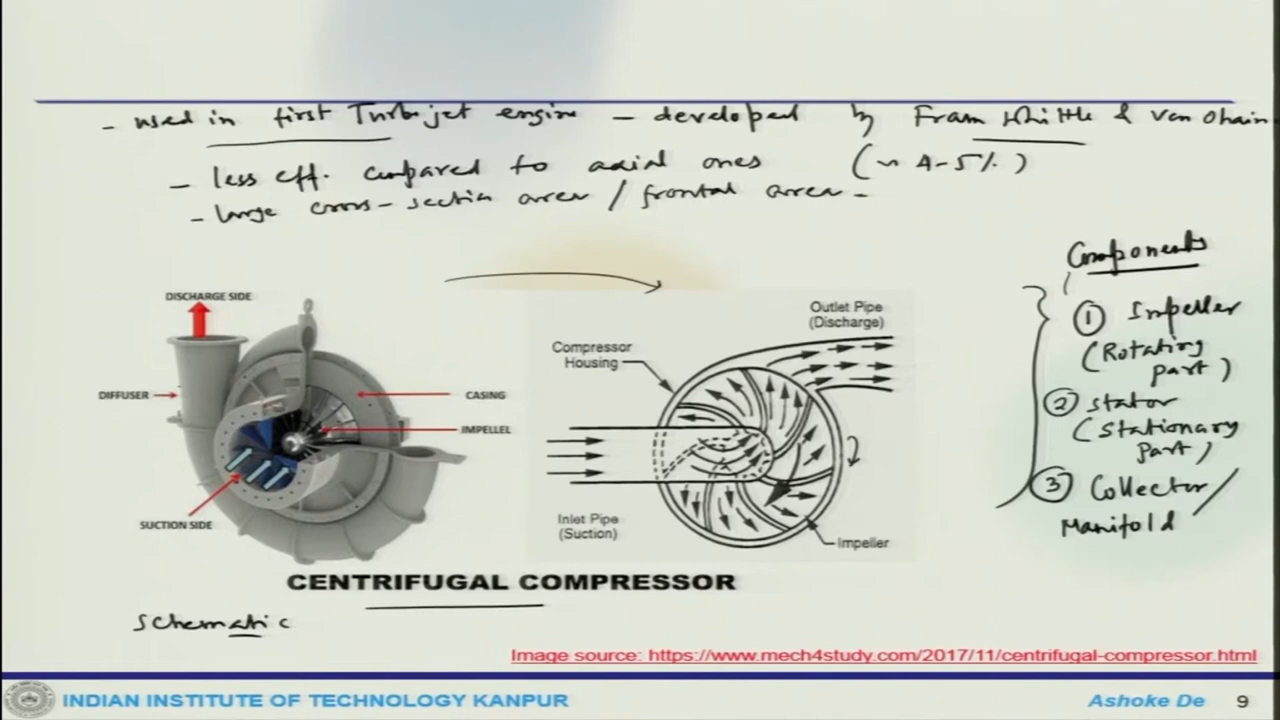 - used in first Turbojet engine - developed by Fram Whittle & Von Ohain
- less eff. compared to axial ones (~ 4-5%)
- large cross-section area / frontal area -
Components
① Impeller
(Rotating
part)
② Stator
(Stationary
part)
③ Collector/
Manifold
DISCHARGE SIDE
DIFFUSER
CASING
IMPELLEL
SUCTION SIDE
Outlet Pipe
(Discharge)
Compressor
Housing
Inlet Pipe
(Suction)
Impeller
CENTRIFUGAL COMPRESSOR
Schematic
Image source: https://www.mech4study.com/2017/11/centrifugal-compressor.html
INDIAN INSTITUTE OF TECHNOLOGY KANPUR
Ashoke De 9